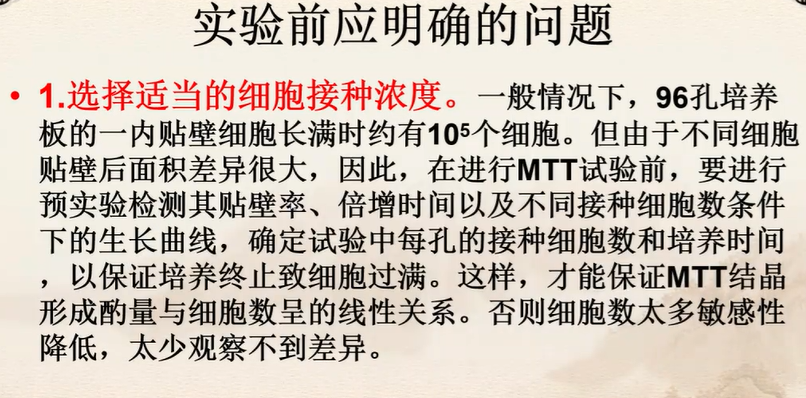 实验前应明确的问题
• 1.选择适当的细胞接种浓度。一般情况下，96孔培养
板的一内贴壁细胞长满时约有10⁵个细胞。但由于不同细胞
贴壁后面积差异很大，因此，在进行MTT试验前，要进行
预实验检测其贴壁率、倍增时间以及不同接种细胞数条件
下的生长曲线，确定试验中每孔的接种细胞数和培养时间
，以保证培养终止致细胞过满。这样，才能保证MTT结晶
形成酌量与细胞数呈的线性关系。否则细胞数太多敏感性
降低，太少观察不到差异。